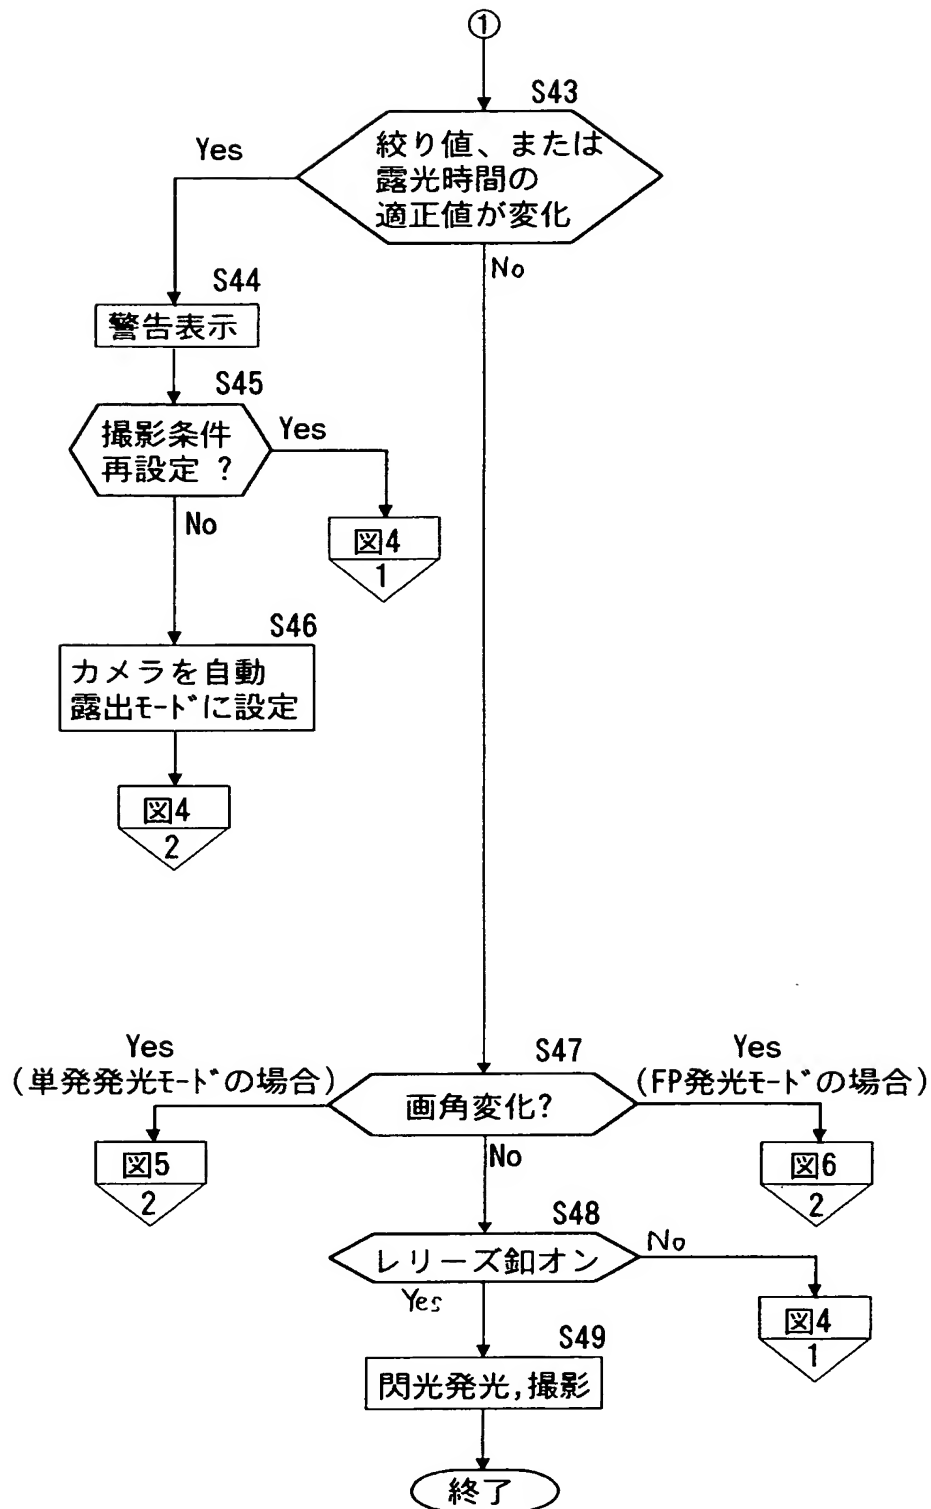 ①
S43
絞り値、または
露光時間の
適正値が変化
Yes
No
S44
警告表示
S45
撮影条件
再設定 ?
Yes
No
図4
1
S46
カメラを自動
露出ﾓｰﾄﾞに設定
図4
2
S47
画角変化?
Yes
(単発発光ﾓｰﾄﾞの場合)
Yes
(FP発光ﾓｰﾄﾞの場合)
図5
2
No
図6
2
S48
レリーズ釦オン
No
Yes
図4
1
S49
閃光発光,撮影
終了